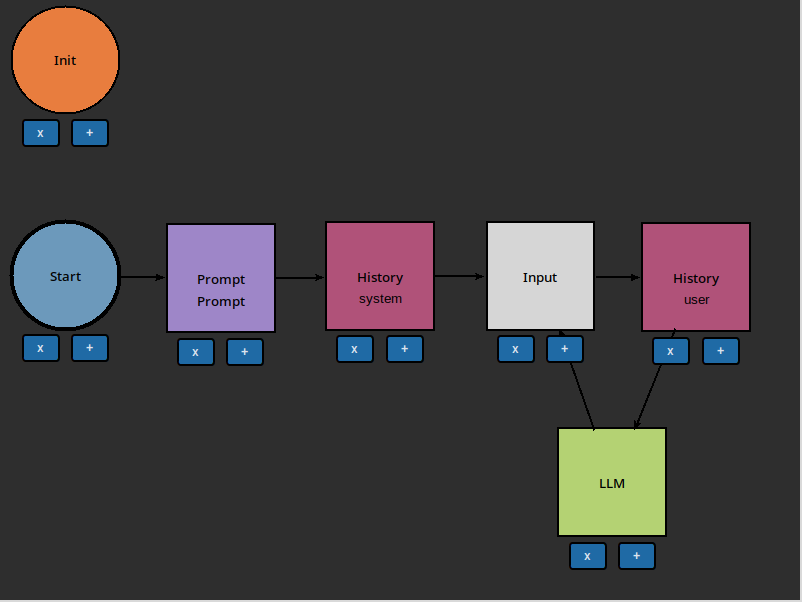 Init
x +
Start
Prompt
Prompt
History
system
Input
History
user
x +
x +
x +
x +
x +
LLM
x +